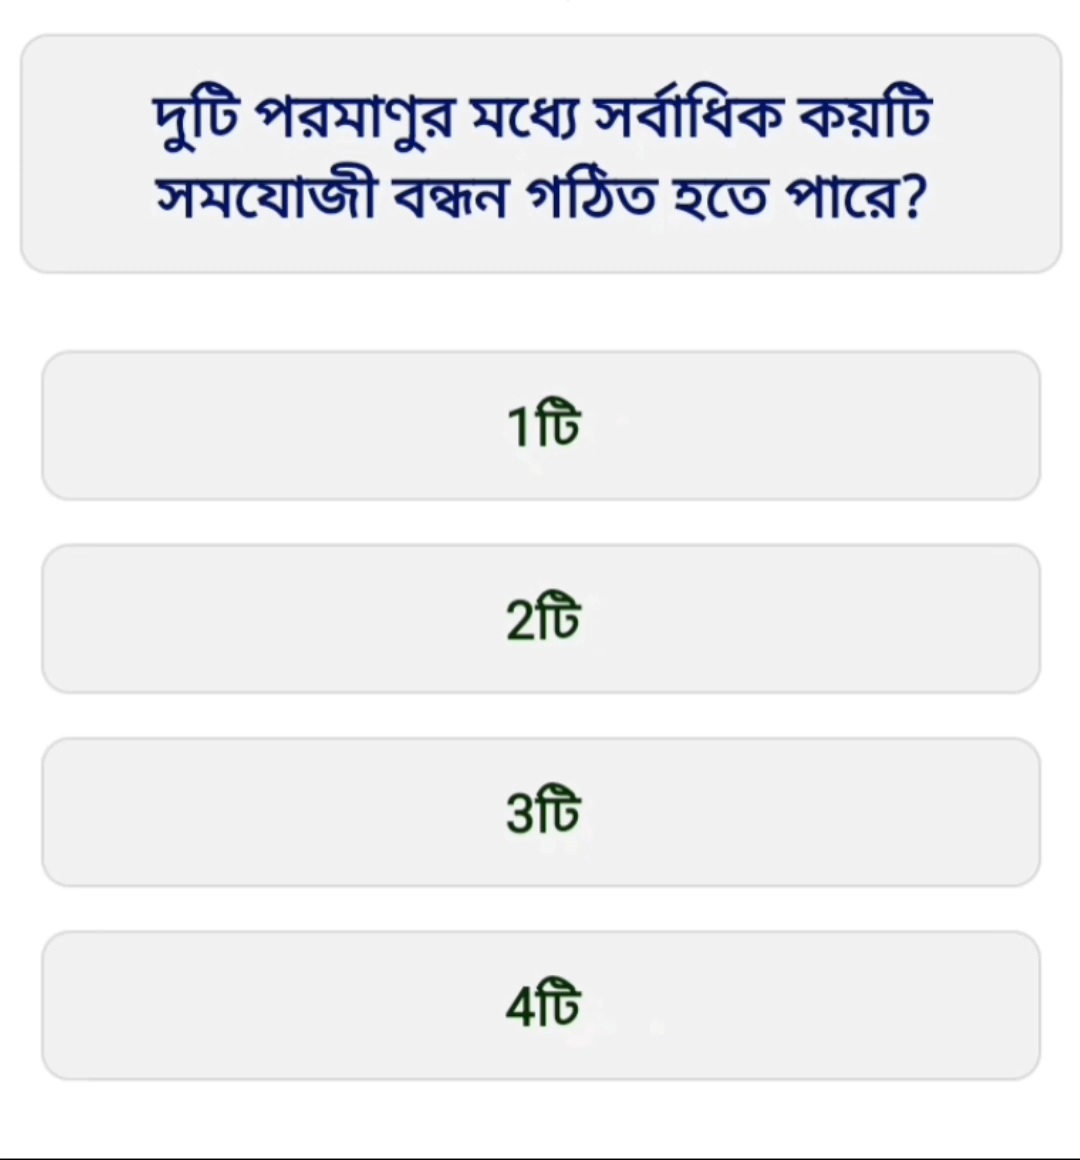 দুটি পরমাণুর মধ্যে সর্বাধিক কয়টি
সমযোজী বন্ধন গঠিত হতে পারে?
1টি
2টি
3টি
4টি